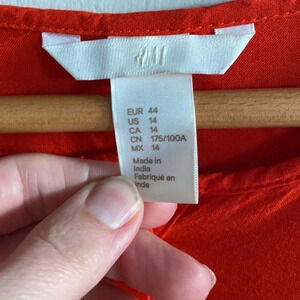 H&M
EUR 44
US 14
CA 14
CN 175/100A
MX 14
Made in
India
Fabriqué en
Inde